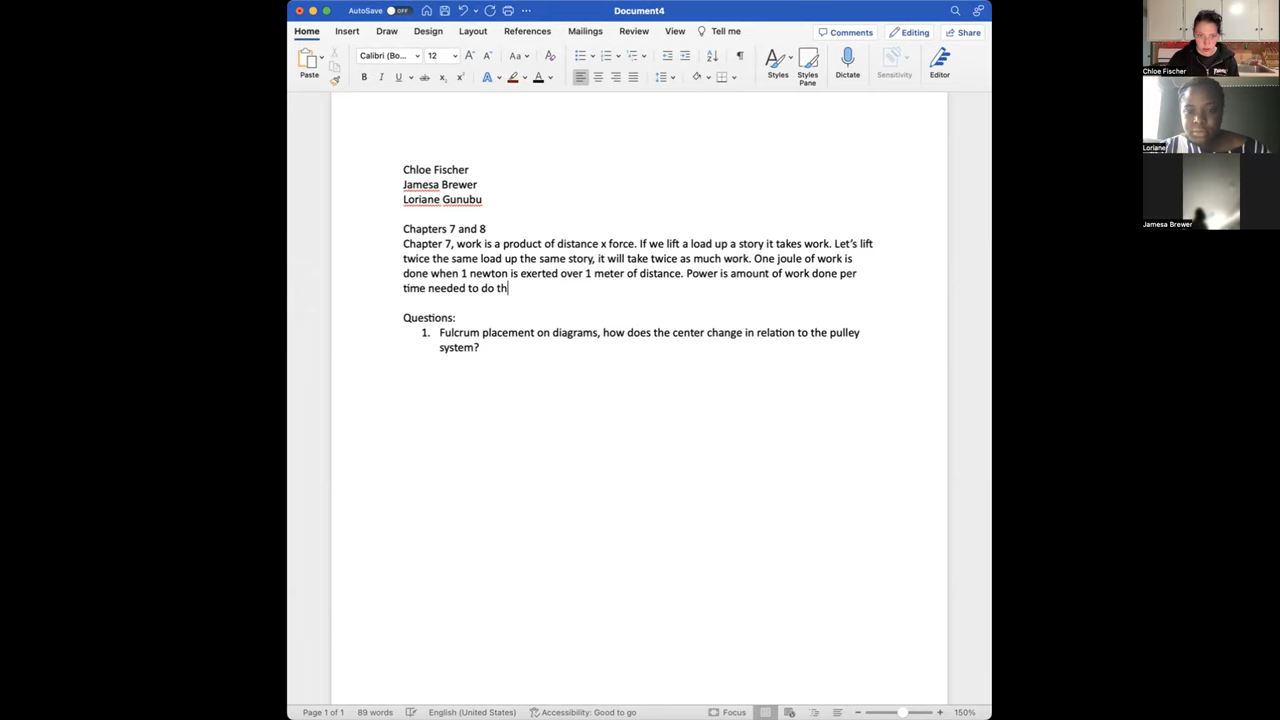 AutoSave OFF
Document4
Home Insert Draw Design Layout References Mailings Review View Tell me
Comments Editing Share
Paste
Calibri (Bo... 12
Styles
Styles Pane
Dictate
Sensitivity
Editor
Chloe Fischer
Jamesa Brewer
Loriane Gunubu
Chapters 7 and 8
Chapter 7, work is a product of distance x force. If we lift a load up a story it takes work. Let's lift
twice the same load up the same story, it will take twice as much work. One joule of work is
done when 1 newton is exerted over 1 meter of distance. Power is amount of work done per
time needed to do th
Questions:
1. Fulcrum placement on diagrams, how does the center change in relation to the pulley
system?
Page 1 of 1 89 words English (United States) Accessibility: Good to go Focus 150%
Chloe Fischer
Loriane
Jamesa Brewer